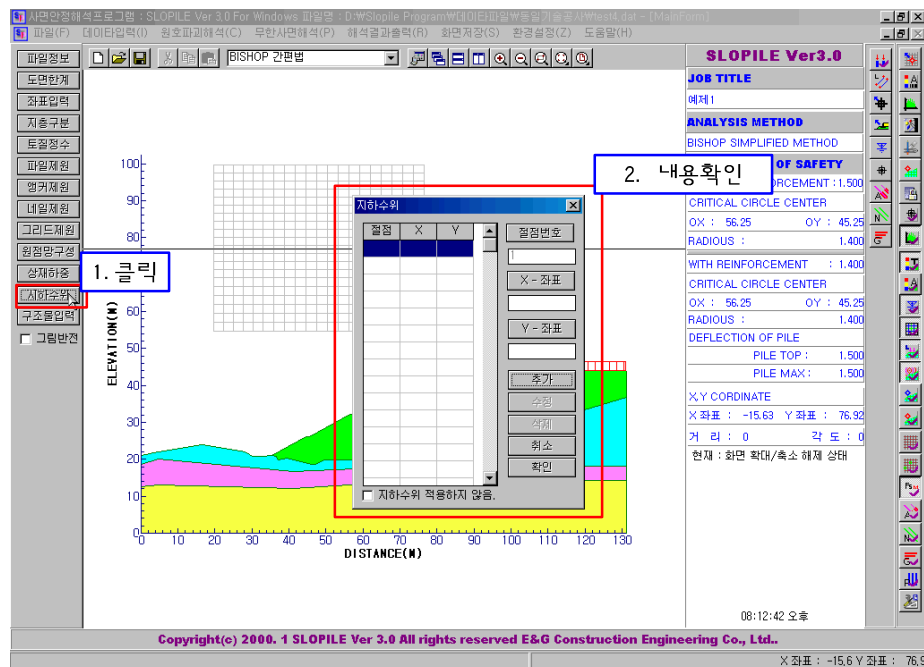 사면안정해석프로그램 : SLOPILE Ver 3.0 For Windows 파일명 : D:\Slopile Program\데이타파일\동일기술공사\test4.dat - [MainForm]
파일(F) 데이타입력(I) 원호파괴해석(C) 무한사면해석(P) 해석결과출력(R) 화면저장(S) 환경설정(Z) 도움말(H)
BISHOP 간편법
파일정보
도면한계
좌표입력
지층구분
토질정수
파일제원
앵커제원
네일제원
그리드제원
원점망구성
상재하중
지하수위
구조물입력
그림반전
1. 클릭
2. 내용확인
ELEVATION(M)
100
90
80
60
50
40
30
20
10
0
0 10 20 30 40 50 60 70 80 90 100 110 120 130
DISTANCE(M)
지하수위
절점 X Y
절점번호
1
X - 좌표
Y - 좌표
추가
수정
삭제
취소
확인
지하수위 적용하지 않음.
SLOPILE Ver3.0
JOB TITLE
예제1
ANALYSIS METHOD
BISHOP SIMPLIFIED METHOD
OF SAFETY
RCEMENT : 1.500
CRITICAL CIRCLE CENTER
OX : 56.25 OY : 45.25
RADIOUS : 1.400
WITH REINFORCEMENT : 1.400
CRITICAL CIRCLE CENTER
OX : 56.25 OY : 45.25
RADIOUS : 1.400
DEFLECTION OF PILE
PILE TOP : 1.500
PILE MAX : 1.500
X,Y CORDINATE
X 좌표 : -15.63 Y 좌표 : 76.92
거 리 : 0 각 도 : 0
현재 : 화면 확대/축소 해제 상태
08:12:42 오후
Copyright(c) 2000. 1 SLOPILE Ver 3.0 All rights reserved E&G Construction Engineering Co., Ltd..
X 좌표 : -15.6 Y 좌표 : 76.9